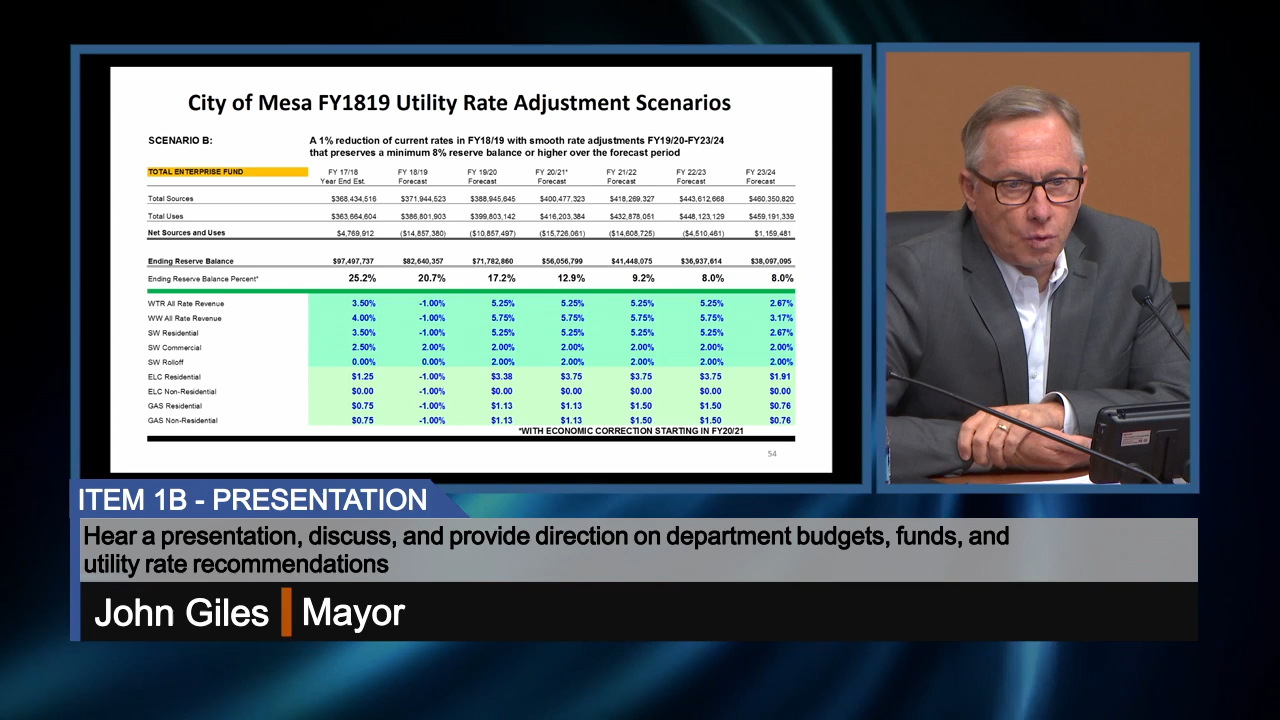 City of Mesa FY1819 Utility Rate Adjustment Scenarios
SCENARIO B: A 1% reduction of current rates in FY18/19 with smooth rate adjustments FY19/20-FY23/24
that preserves a minimum 8% reserve balance or higher over the forecast period
TOTAL ENTERPRISE FUND FY 17/18 FY 18/19 FY 19/20 FY 20/21* FY 21/22 FY 22/23 FY 23/24
Year End Est. Forecast Forecast Forecast Forecast Forecast Forecast
Total Sources $368,434,516 $371,944,523 $388,945,645 $400,477,323 $418,269,327 $443,612,668 $460,350,820
Total Uses $363,664,604 $386,801,903 $399,803,142 $416,203,384 $432,878,051 $448,123,129 $459,191,339
Net Sources and Uses $4,769,912 ($14,857,380) ($10,857,497) ($15,726,061) ($14,608,725) ($4,510,461) $1,159,481
Ending Reserve Balance $97,497,737 $82,640,357 $71,782,860 $56,056,799 $41,448,075 $36,937,614 $38,097,095
Ending Reserve Balance Percent* 25.2% 20.7% 17.2% 12.9% 9.2% 8.0% 8.0%
WTR All Rate Revenue 3.50% -1.00% 5.25% 5.25% 5.25% 5.25% 2.67%
WW All Rate Revenue 4.00% -1.00% 5.75% 5.75% 5.75% 5.75% 3.17%
SW Residential 3.50% -1.00% 5.25% 5.25% 5.25% 5.25% 2.67%
SW Commercial 2.50% 2.00% 2.00% 2.00% 2.00% 2.00% 2.00%
SW Rolloff 0.00% 0.00% 2.00% 2.00% 2.00% 2.00% 2.00%
ELC Residential $1.25 -1.00% $3.38 $3.75 $3.75 $3.75 $1.91
ELC Non-Residential $0.00 -1.00% $0.00 $0.00 $0.00 $0.00 $0.00
GAS Residential $0.75 -1.00% $1.13 $1.13 $1.50 $1.50 $0.76
GAS Non-Residential $0.75 -1.00% $1.13 $1.13 $1.50 $1.50 $0.76
*WITH ECONOMIC CORRECTION STARTING IN FY20/21
54
ITEM 1B - PRESENTATION
Hear a presentation, discuss, and provide direction on department budgets, funds, and
utility rate recommendations
John Giles Mayor